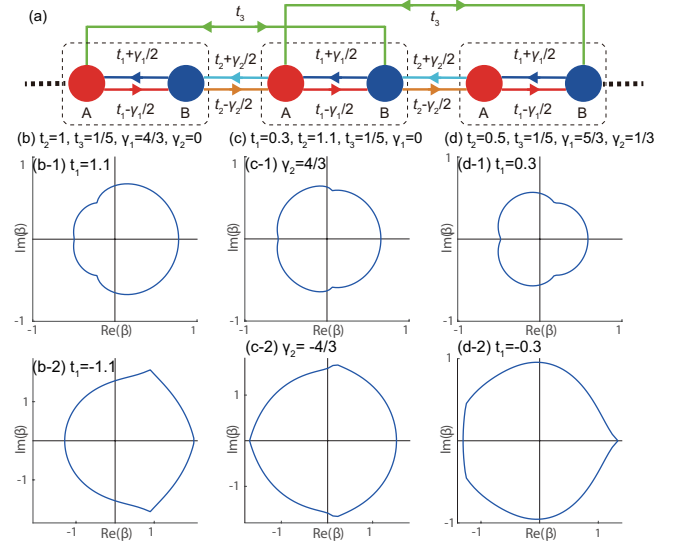 (a)
t₃
t₃
t₁+γ₁/2
t₂+γ₂/2
t₁+γ₁/2
t₂+γ₂/2
t₁+γ₁/2
t₁-γ₁/2
t₂-γ₂/2
t₁-γ₁/2
t₂-γ₂/2
t₁-γ₁/2
A
B
A
B
A
B
(b) t₂=1, t₃=1/5, γ₁=4/3, γ₂=0
(c) t₁=0.3, t₂=1.1, t₃=1/5, γ₁=0
(d) t₂=0.5, t₃=1/5, γ₁=5/3, γ₂=1/3
(b-1) t₁=1.1
1
Im(β)
-1
-1
Re(β)
1
(c-1) γ₂=4/3
1
Im(β)
-1
-1
Re(β)
1
(d-1) t₁=0.3
1
Im(β)
-1
-1
Re(β)
1
(b-2) t₁=-1.1
1
Im(β)
-1
-1
Re(β)
1
(c-2) γ₂= -4/3
1
Im(β)
-1
-1
Re(β)
1
(d-2) t₁=-0.3
1
Im(β)
-1
-1
Re(β)
1